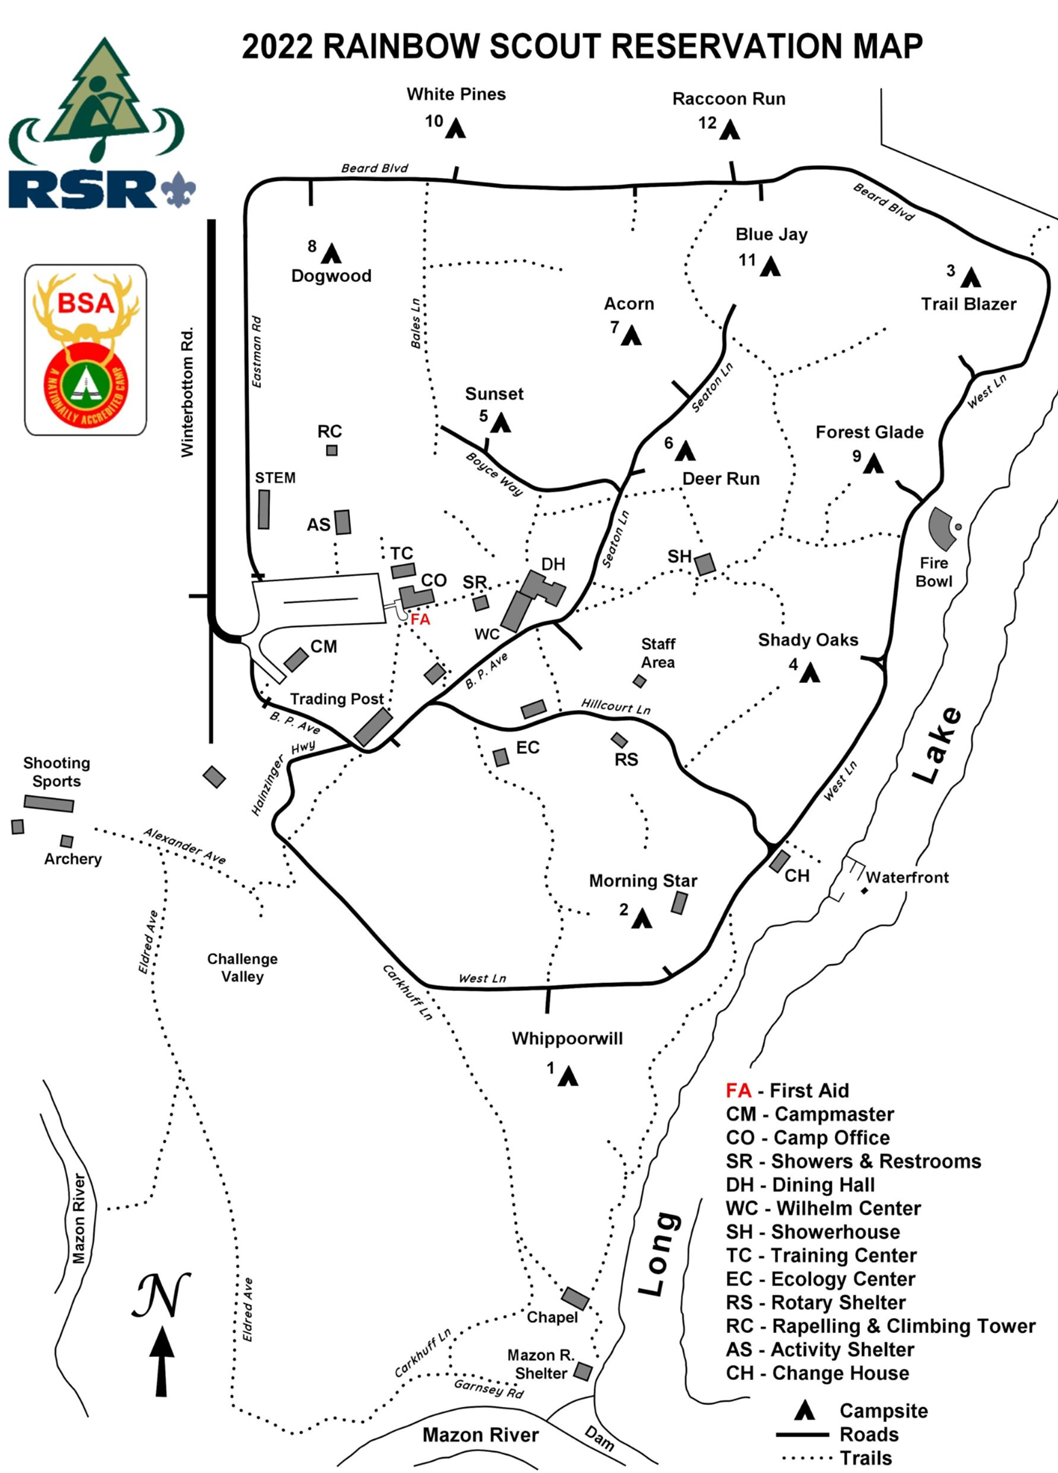 2022 RAINBOW SCOUT RESERVATION MAP
RSR
White Pines
10
Raccoon Run
12
Beard Blvd
Beard Blvd
BSA
A NATIONALLY ACCREDITED CAMP
Winterbottom Rd.
Eastman Rd
8
Dogwood
Bales Ln
Blue Jay
11
3
Trail Blazer
Acorn
7
Seaton Ln
West Ln
Sunset
5
Boyce Way
6
Deer Run
Forest Glade
9
RC
STEM
AS
Seaton Ln
TC
CO
FA
SR
DH
WC
SH
Fire
Bowl
CM
Trading Post
B. P. Ave
B. P. Ave
Staff
Area
Shady Oaks
4
Hillcourt Ln
Hainzinger Hwy
EC
RS
West Ln
Lake
Shooting
Sports
Archery
Alexander Ave
CH
Waterfront
Morning Star
2
Eldred Ave
Challenge
Valley
Carkhuff Ln
West Ln
Whippoorwill
1
Mazon River
N
Eldred Ave
Long
Chapel
Carkhuff Ln
Mazon R.
Shelter
Garnsey Rd
Mazon River
Dam
FA - First Aid
CM - Campmaster
CO - Camp Office
SR - Showers & Restrooms
DH - Dining Hall
WC - Wilhelm Center
SH - Showerhouse
TC - Training Center
EC - Ecology Center
RS - Rotary Shelter
RC - Rapelling & Climbing Tower
AS - Activity Shelter
CH - Change House
Campsite
Roads
Trails